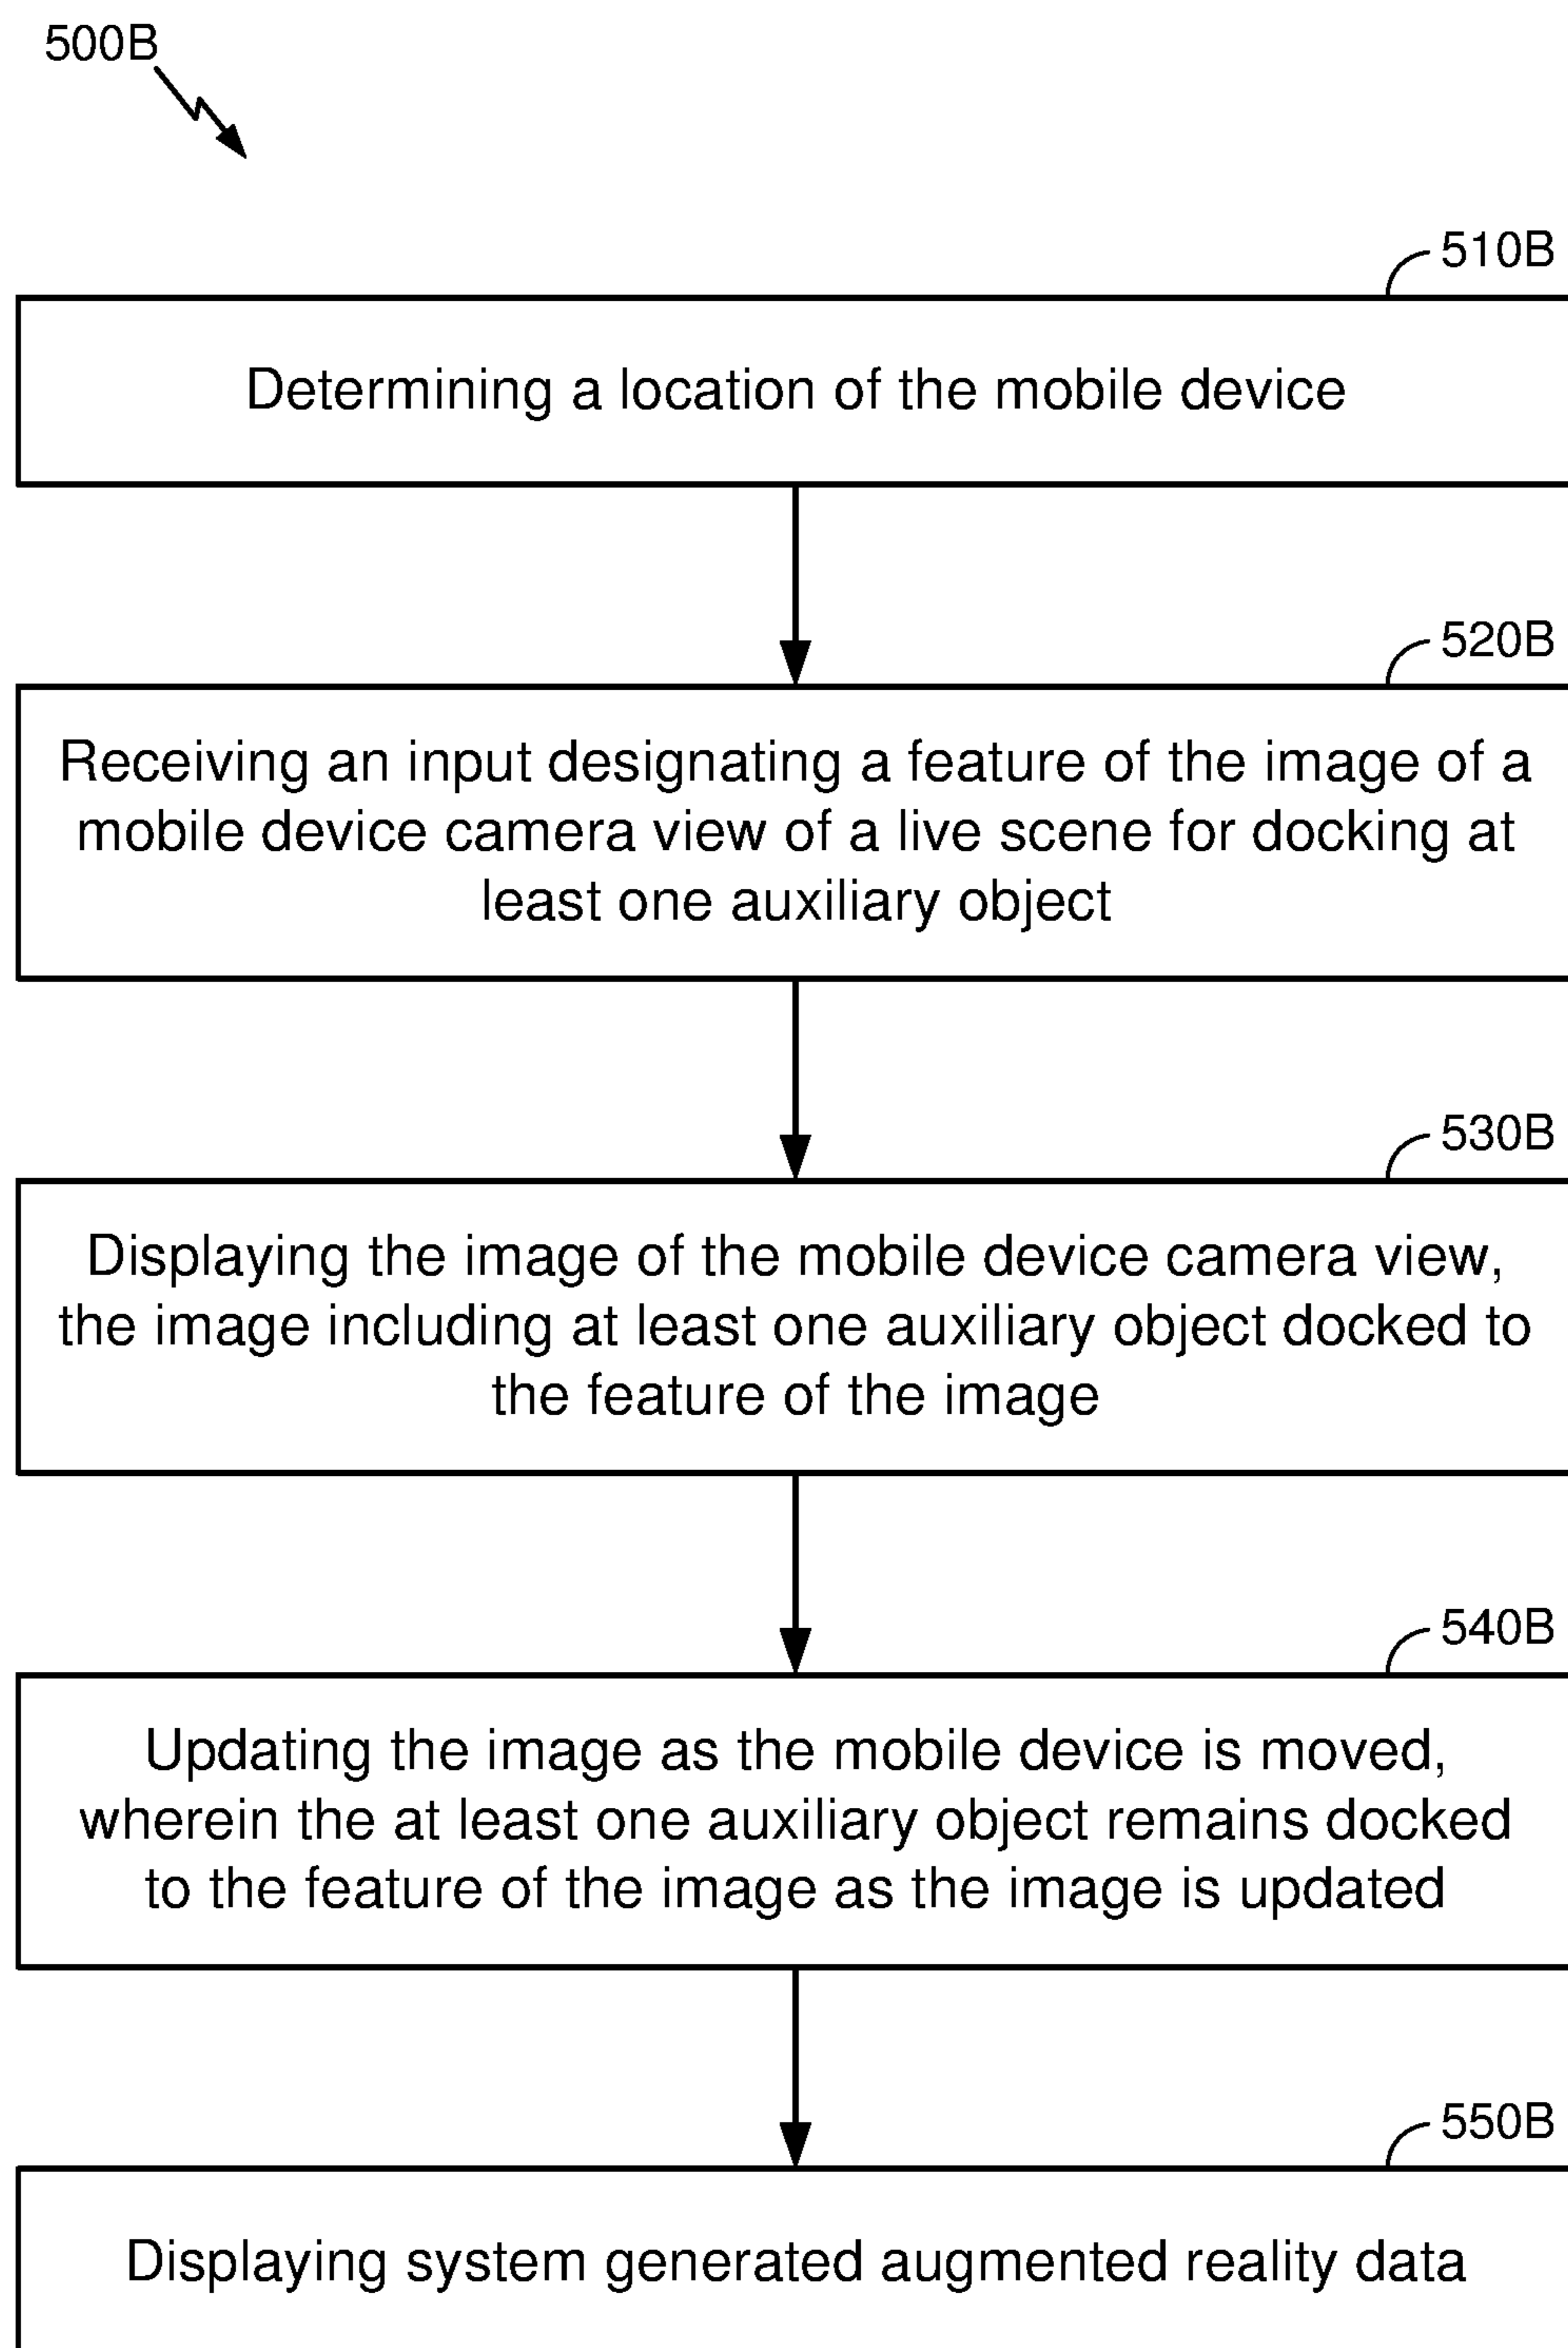 500B
510B
Determining a location of the mobile device
520B
Receiving an input designating a feature of the image of a
mobile device camera view of a live scene for docking at
least one auxiliary object
530B
Displaying the image of the mobile device camera view,
the image including at least one auxiliary object docked to
the feature of the image
540B
Updating the image as the mobile device is moved,
wherein the at least one auxiliary object remains docked
to the feature of the image as the image is updated
550B
Displaying system generated augmented reality data